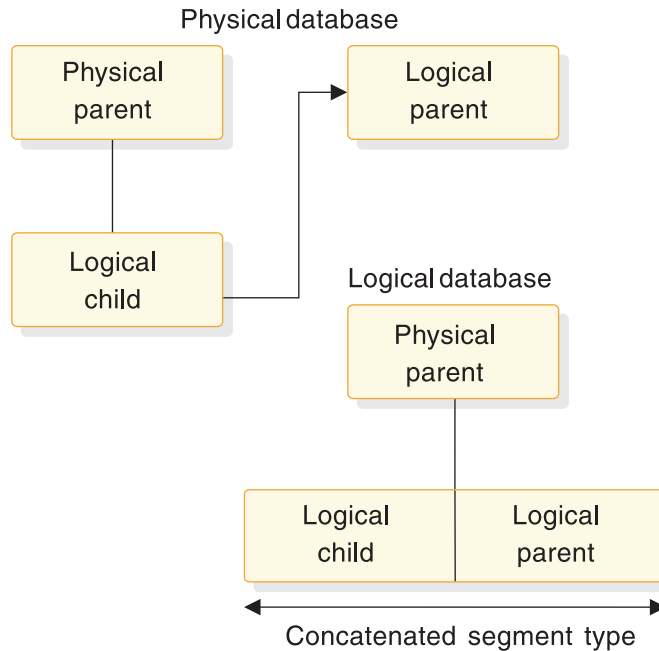 Physical database
Physical
parent
Logical
parent
Logical
child
Logical database
Physical
parent
Logical
child
Logical
parent
Concatenated segment type